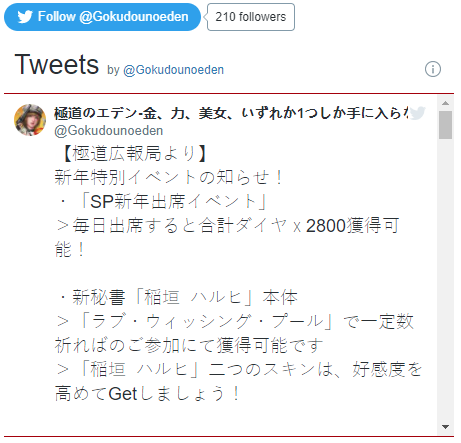 Follow @Gokudounoeden
210 followers
Tweets by @Gokudounoeden
極道のエデン-金、力、美女、いずれか1つしか手に入らな
@Gokudounoeden
【極道広報局より】
新年特別イベントの知らせ！
・「SP新年出席イベント」
＞毎日出席すると合計ダイヤｘ2800獲得可
能！
・新秘書「稲垣 ハルヒ」本体
＞「ラブ・ウィッシング・プール」で一定数
祈ればのご参加にて獲得可能です
＞「稲垣 ハルヒ」二つのスキンは、好感度を
高めてGetしましょう！